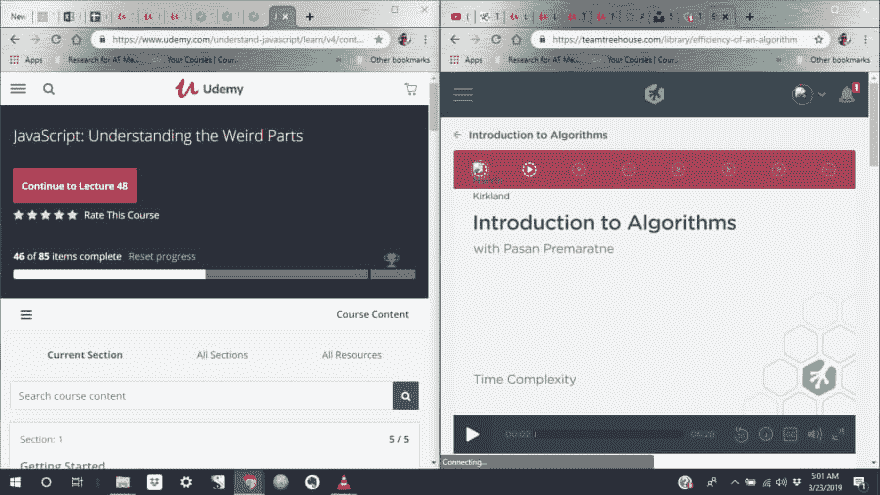 New
https://www.udemy.com/understand-javascript/learn/v4/cont...
Apps
Research for AT Me...
Your Courses | Cour...
Other bookmarks
Udemy
JavaScript: Understanding the Weird Parts
Continue to Lecture 48
Rate This Course
46 of 85 items complete Reset progress
Course Content
Current Section
All Sections
All Resources
Search course content
Section: 1
5 / 5
Getting Started
https://teamtreehouse.com/library/efficiency-of-an-algorithm
Apps
Research for AT Me...
Your Courses | Cour...
Other bookmarks
1
Introduction to Algorithms
Kirkland
Introduction to Algorithms
with Pasan Premaratne
Time Complexity
00:02
Connecting...
5:01 AM
3/23/2019